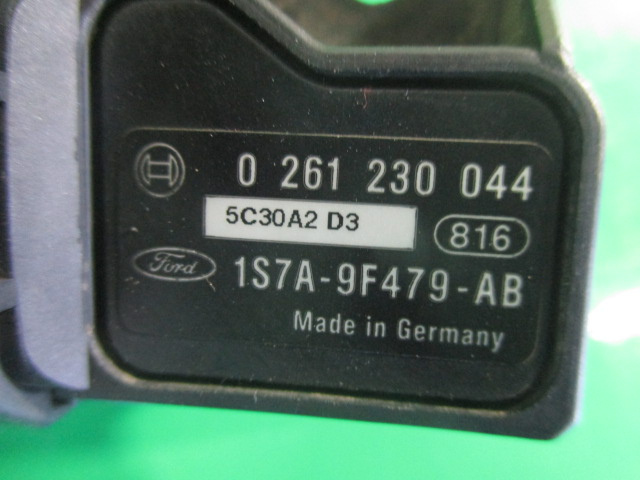 0 261 230 044
5C30A2 D3
816
Ford
1S7A-9F479-AB
Made in Germany